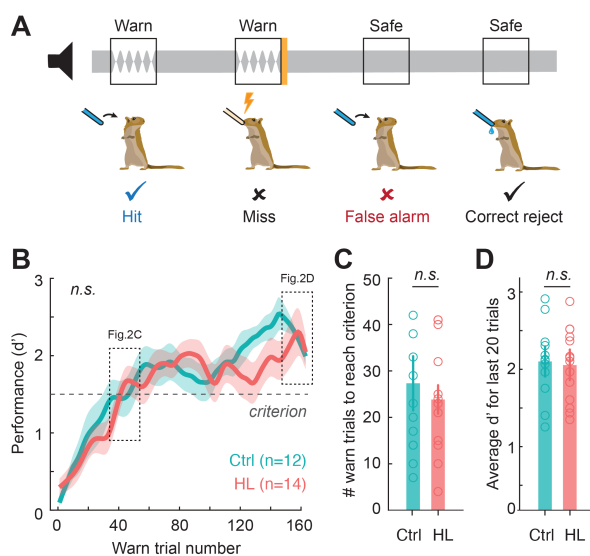 A
Warn Warn Safe Safe
Hit Miss False alarm Correct reject
B
3
2
1
0
Performance (d')
n.s.
Fig.2C
Fig.2D
criterion
Ctrl (n=12)
HL (n=14)
0 40 80 120 160
Warn trial number
C
n.s.
50
40
30
20
10
0
# warn trials to reach criterion
Ctrl HL
D
n.s.
3
2
1
0
Average d' for last 20 trials
Ctrl HL